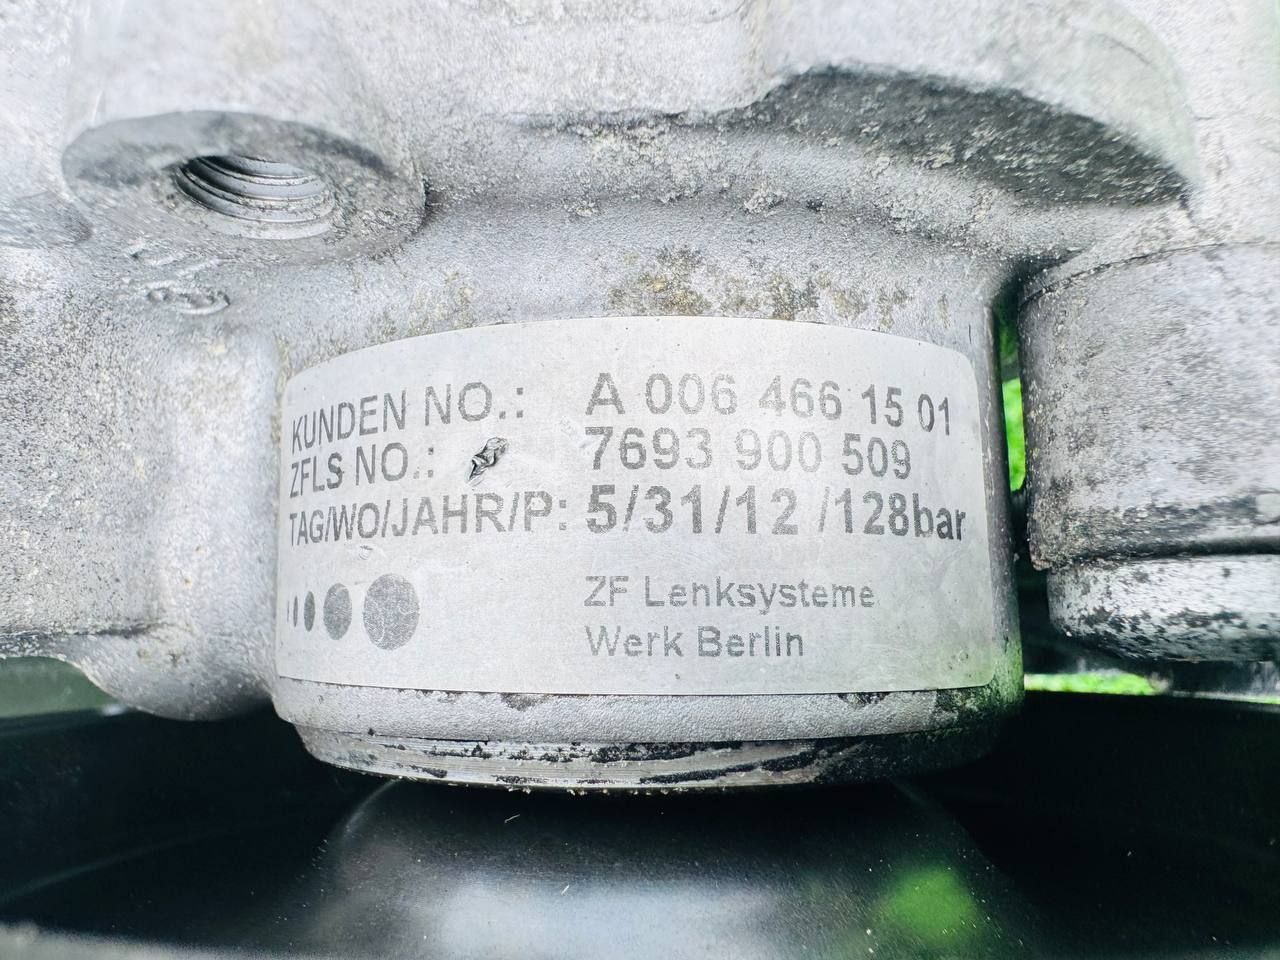 KUNDEN NO.: A 006 466 15 01
ZFLS NO.: 7693 900 509
TAG/WO/JAHR/P: 5/31/12 /128bar
ZF Lenksysteme
Werk Berlin